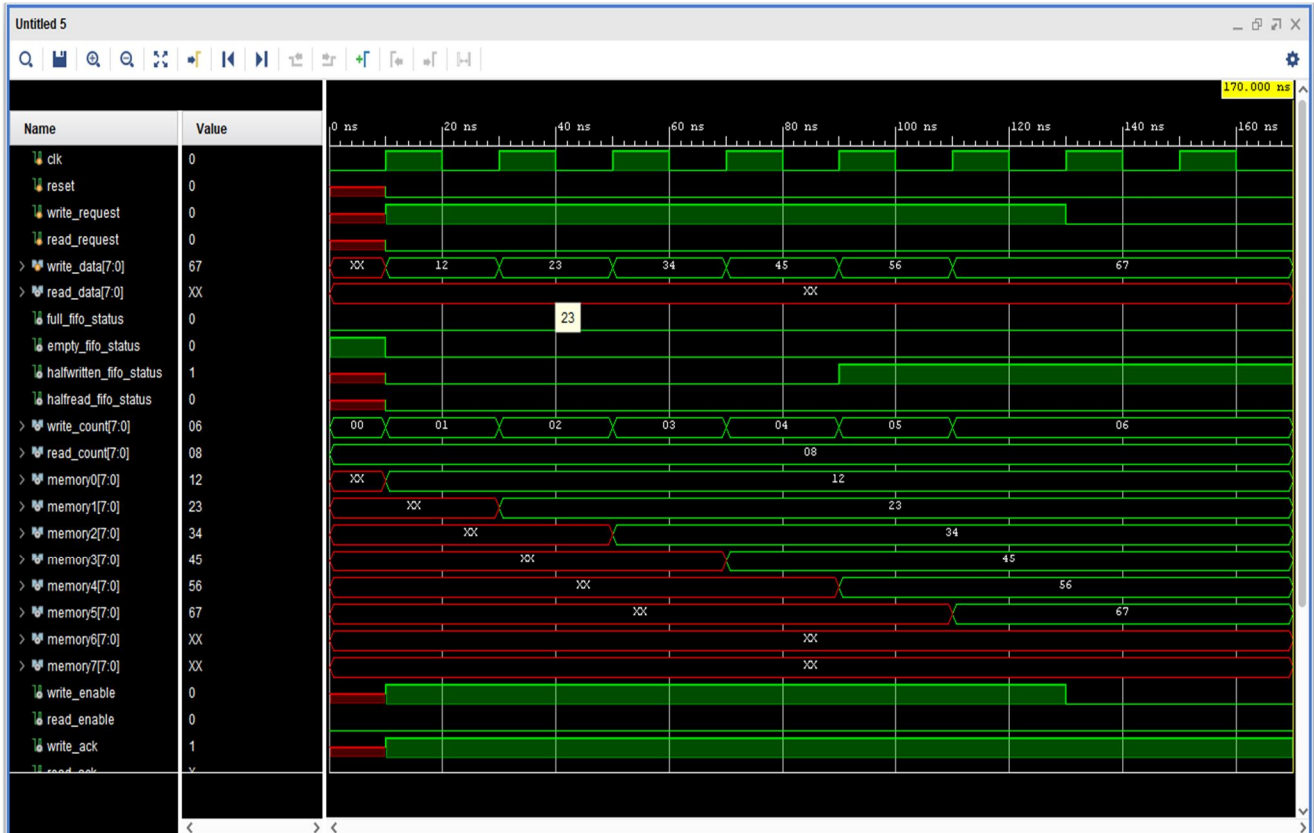 Untitled 5
170.000 ns
Name Value 0 ns 20 ns 40 ns 60 ns 80 ns 100 ns 120 ns 140 ns 160 ns
clk 0
reset 0
write_request 0
read_request 0
write_data[7:0] 67 XX 12 23 34 45 56 67
read_data[7:0] XX XX
full_fifo_status 0 23
empty_fifo_status 0
halfwritten_fifo_status 1
halfread_fifo_status 0
write_count[7:0] 06 00 01 02 03 04 05 06
read_count[7:0] 08 08
memory0[7:0] 12 XX 12
memory1[7:0] 23 XX 23
memory2[7:0] 34 XX 34
memory3[7:0] 45 XX 45
memory4[7:0] 56 XX 56
memory5[7:0] 67 XX 67
memory6[7:0] XX XX
memory7[7:0] XX XX
write_enable 0
read_enable 0
write_ack 1